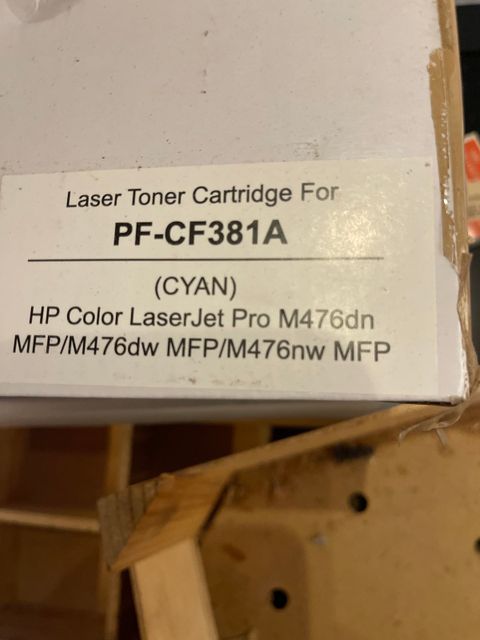 Laser Toner Cartridge For
PF-CF381A
(CYAN)
HP Color LaserJet Pro M476dn
MFP/M476dw MFP/M476nw MFP